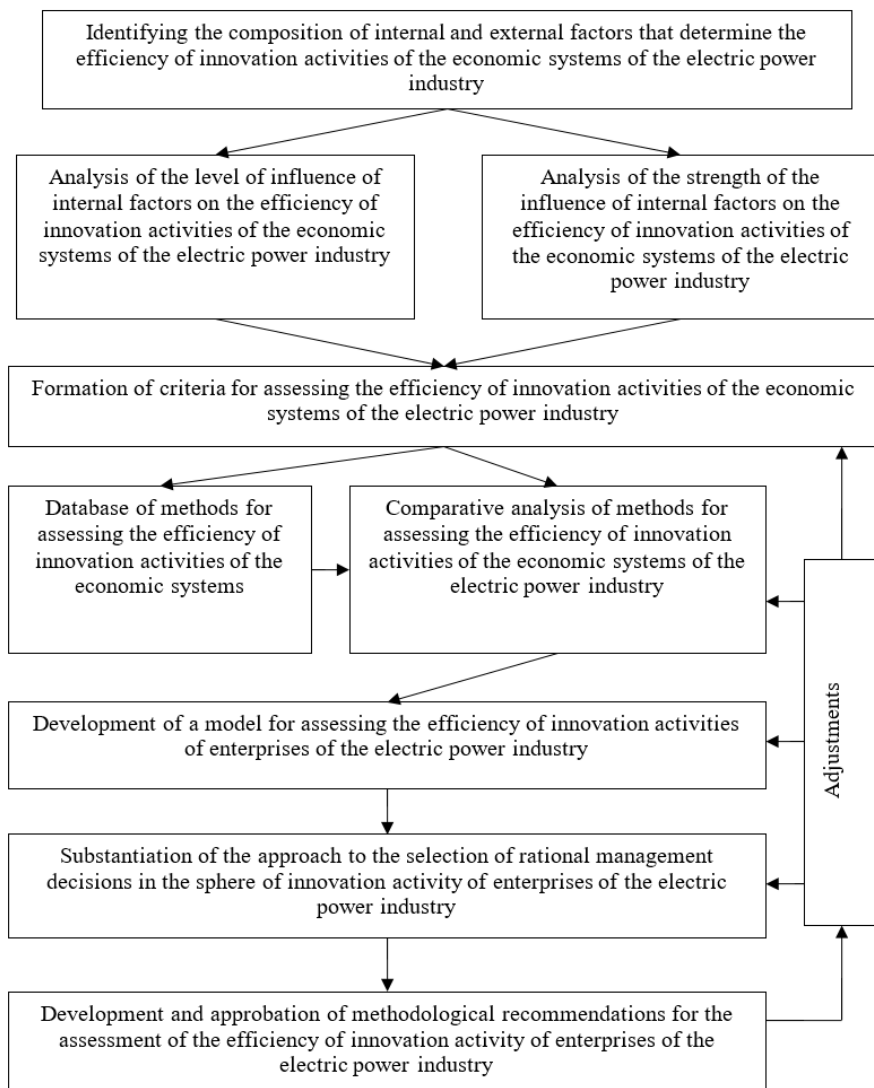 Identifying the composition of internal and external factors that determine the
efficiency of innovation activities of the economic systems of the electric power
industry
Analysis of the level of influence of
internal factors on the efficiency of
innovation activities of the economic
systems of the electric power industry
Analysis of the strength of the
influence of internal factors on the
efficiency of innovation activities of
the economic systems of the electric
power industry
Formation of criteria for assessing the efficiency of innovation activities of the economic
systems of the electric power industry
Database of methods for
assessing the efficiency of
innovation activities of the
economic systems
Comparative analysis of methods for
assessing the efficiency of innovation
activities of the economic systems of the
electric power industry
Development of a model for assessing the efficiency of innovation activities
of enterprises of the electric power industry
Adjustments
Substantiation of the approach to the selection of rational management
decisions in the sphere of innovation activity of enterprises of the electric
power industry
Development and approbation of methodological recommendations for the
assessment of the efficiency of innovation activity of enterprises of the
electric power industry